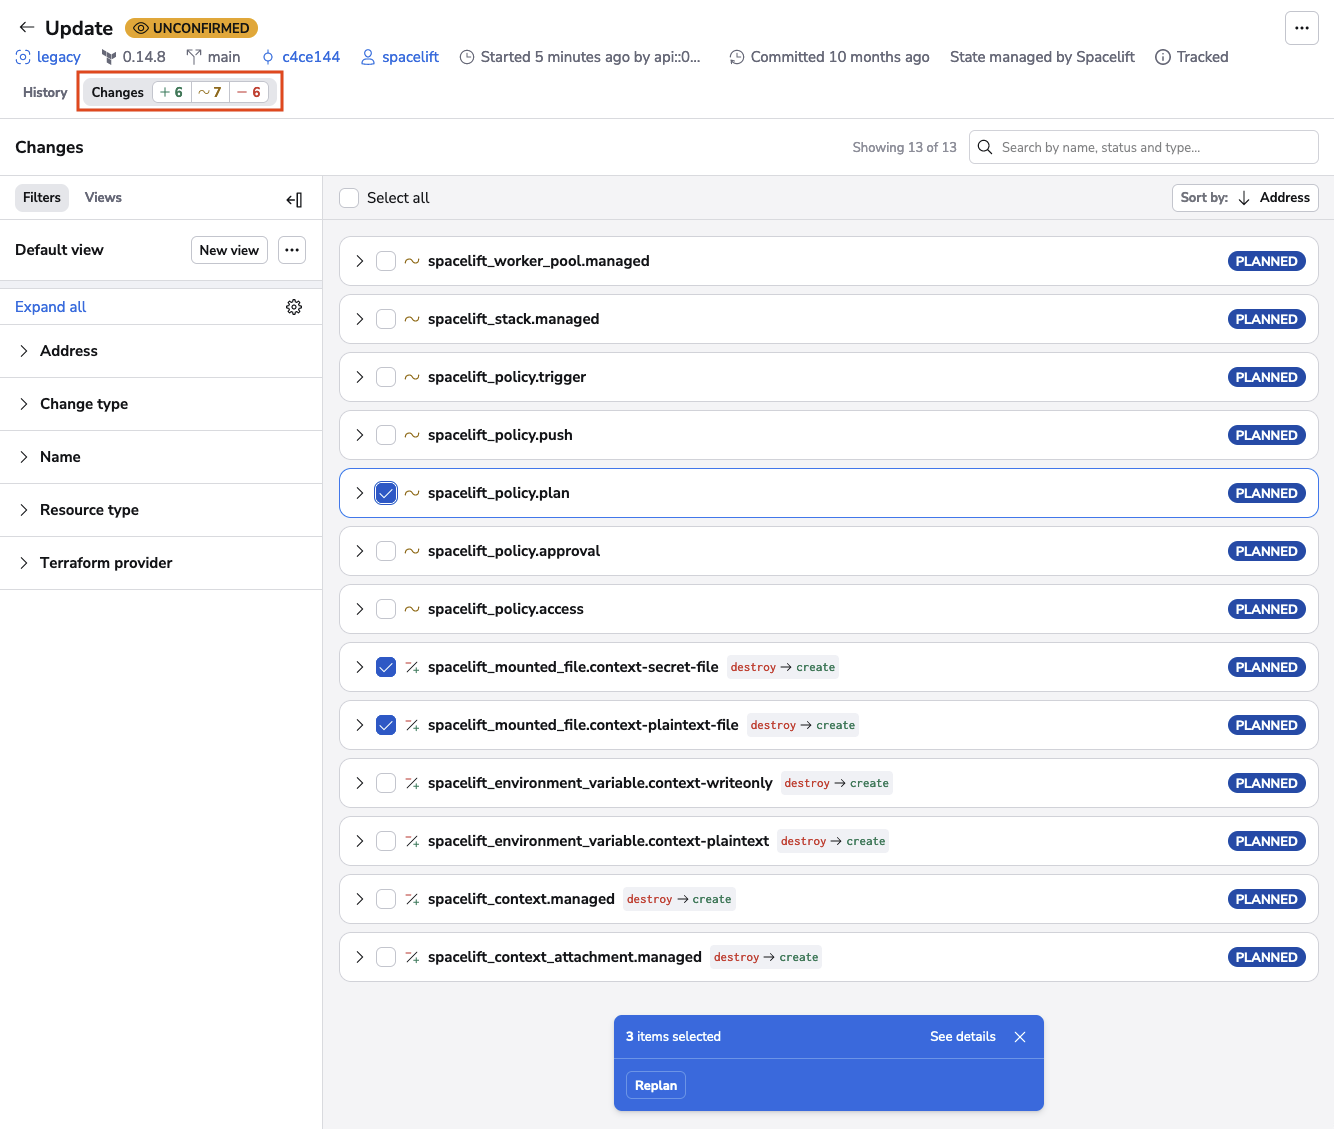 Update UNCONFIRMED
legacy 0.14.8 main c4ce144 spacelift Started 5 minutes ago by api::0... Committed 10 months ago State managed by Spacelift Tracked
History Changes + 6 ~ 7 - 6
Changes
Showing 13 of 13 Search by name, status and type...
Filters Views
Select all
Sort by: Address
Default view New view
Expand all
Address
Change type
Name
Resource type
Terraform provider
spacelift_worker_pool.managed PLANNED
spacelift_stack.managed PLANNED
spacelift_policy.trigger PLANNED
spacelift_policy.push PLANNED
spacelift_policy.plan PLANNED
spacelift_policy.approval PLANNED
spacelift_policy.access PLANNED
spacelift_mounted_file.context-secret-file destroy → create PLANNED
spacelift_mounted_file.context-plaintext-file destroy → create PLANNED
spacelift_environment_variable.context-writeonly destroy → create PLANNED
spacelift_environment_variable.context-plaintext destroy → create PLANNED
spacelift_context.managed destroy → create PLANNED
spacelift_context_attachment.managed destroy → create PLANNED
3 items selected See details
Replan